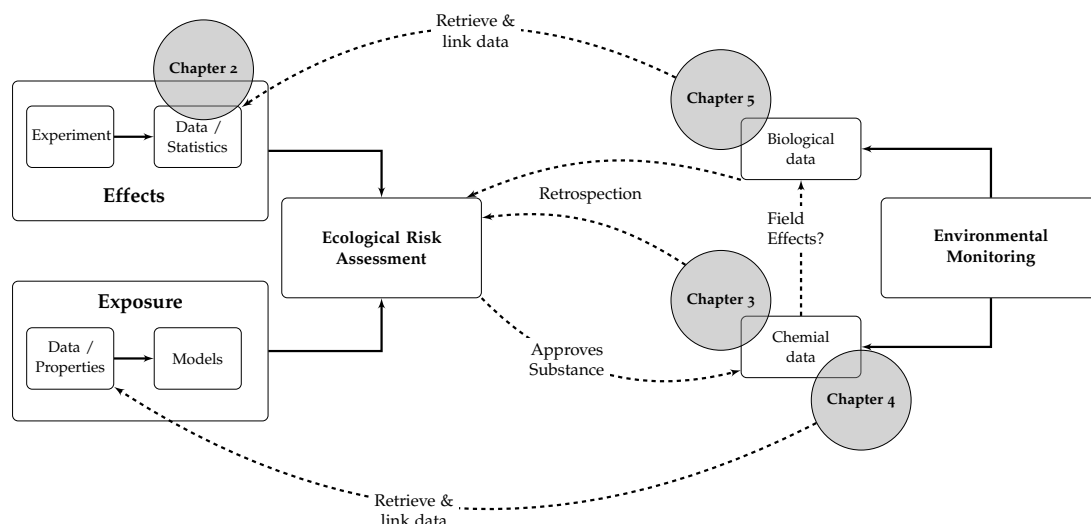 Retrieve &
link data
Chapter 2
Chapter 5
Experiment
Data /
Statistics
Effects
Biological
data
Retrospection
Field
Effects?
Ecological Risk
Assessment
Environmental
Monitoring
Exposure
Data /
Properties
Models
Chapter 3
Chemial
data
Approves
Substance
Chapter 4
Retrieve &
link data